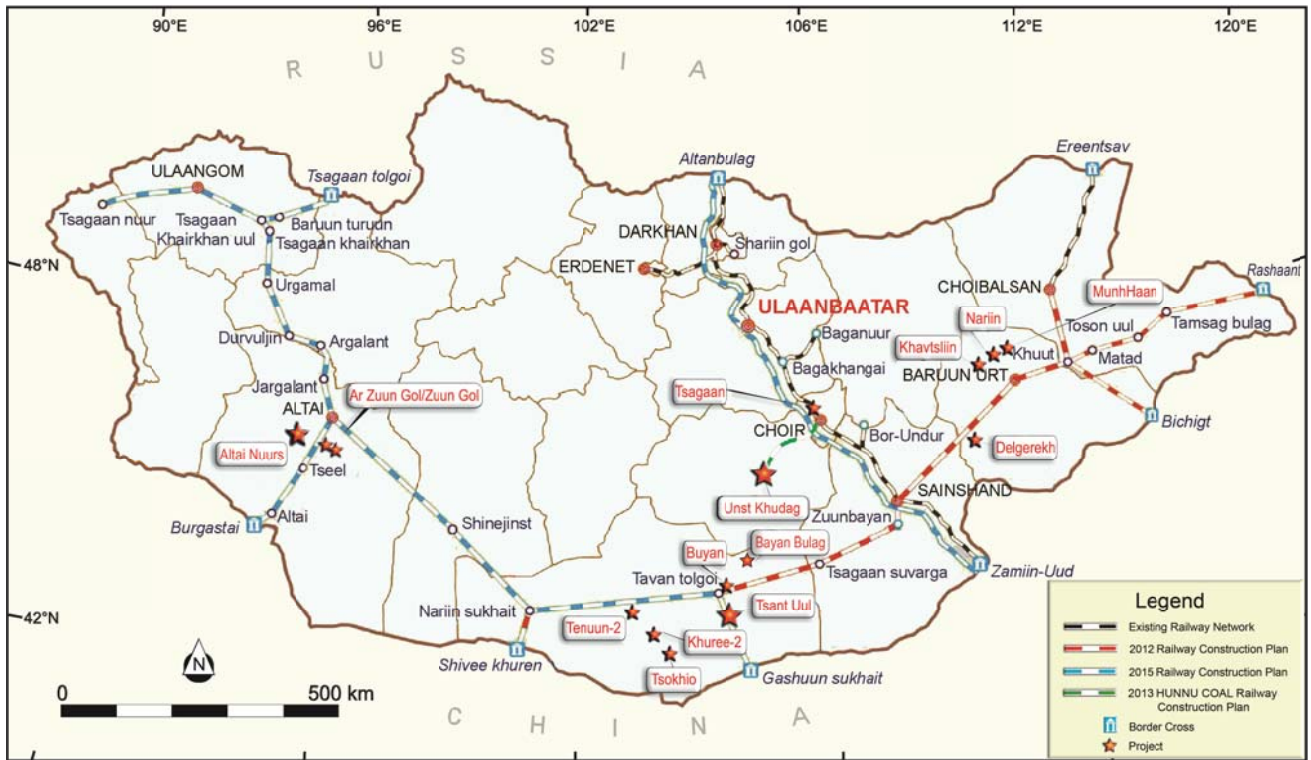 90°E 96°E 102°E 106°E 112°E 120°E
R U S S I A
Ereentsav
Altanbulag
ULAANGOM
Tsagaan tolgoi
Tsagaan nuur
Tsagaan
Khairkhan uul
Baruun turuun
Tsagaan khairkhan
DARKHAN
Shariin gol
ERDENET
48°N
48°N
Rashaant
Urgamal
CHOIBALSAN
MunhHaan
ULAANBAATAR
Nariin
Toson uul
Tamsag bulag
Durvuljin
Argalant
Baganuur
Khavtsliin
Khuut
Matad
Bagakhangai
BARUUN URT
Jargalant
Ar Zuun Gol/Zuun Gol
Tsagaan
ALTAI
Bichigt
CHOIR
Bor-Undur
Altai Nuurs
Tseel
Delgerekh
Unst Khudag
SAINSHAND
Altai
Burgastai
Zuunbayan
Shinejinst
Bayan Bulag
Buyan
Tavan tolgoi
Tsagaan suvarga
Zamiin-Uud
42°N
42°N
Nariin sukhait
Tsant Uul
Tenuun-2
Khuree-2
Shivee khuren
Tsokhio
Gashuun sukhait
N
0 500 km
C H I N A
Legend
Existing Railway Network
2012 Railway Construction Plan
2015 Railway Construction Plan
2013 HUNNU COAL Railway
Construction Plan
Border Cross
Project